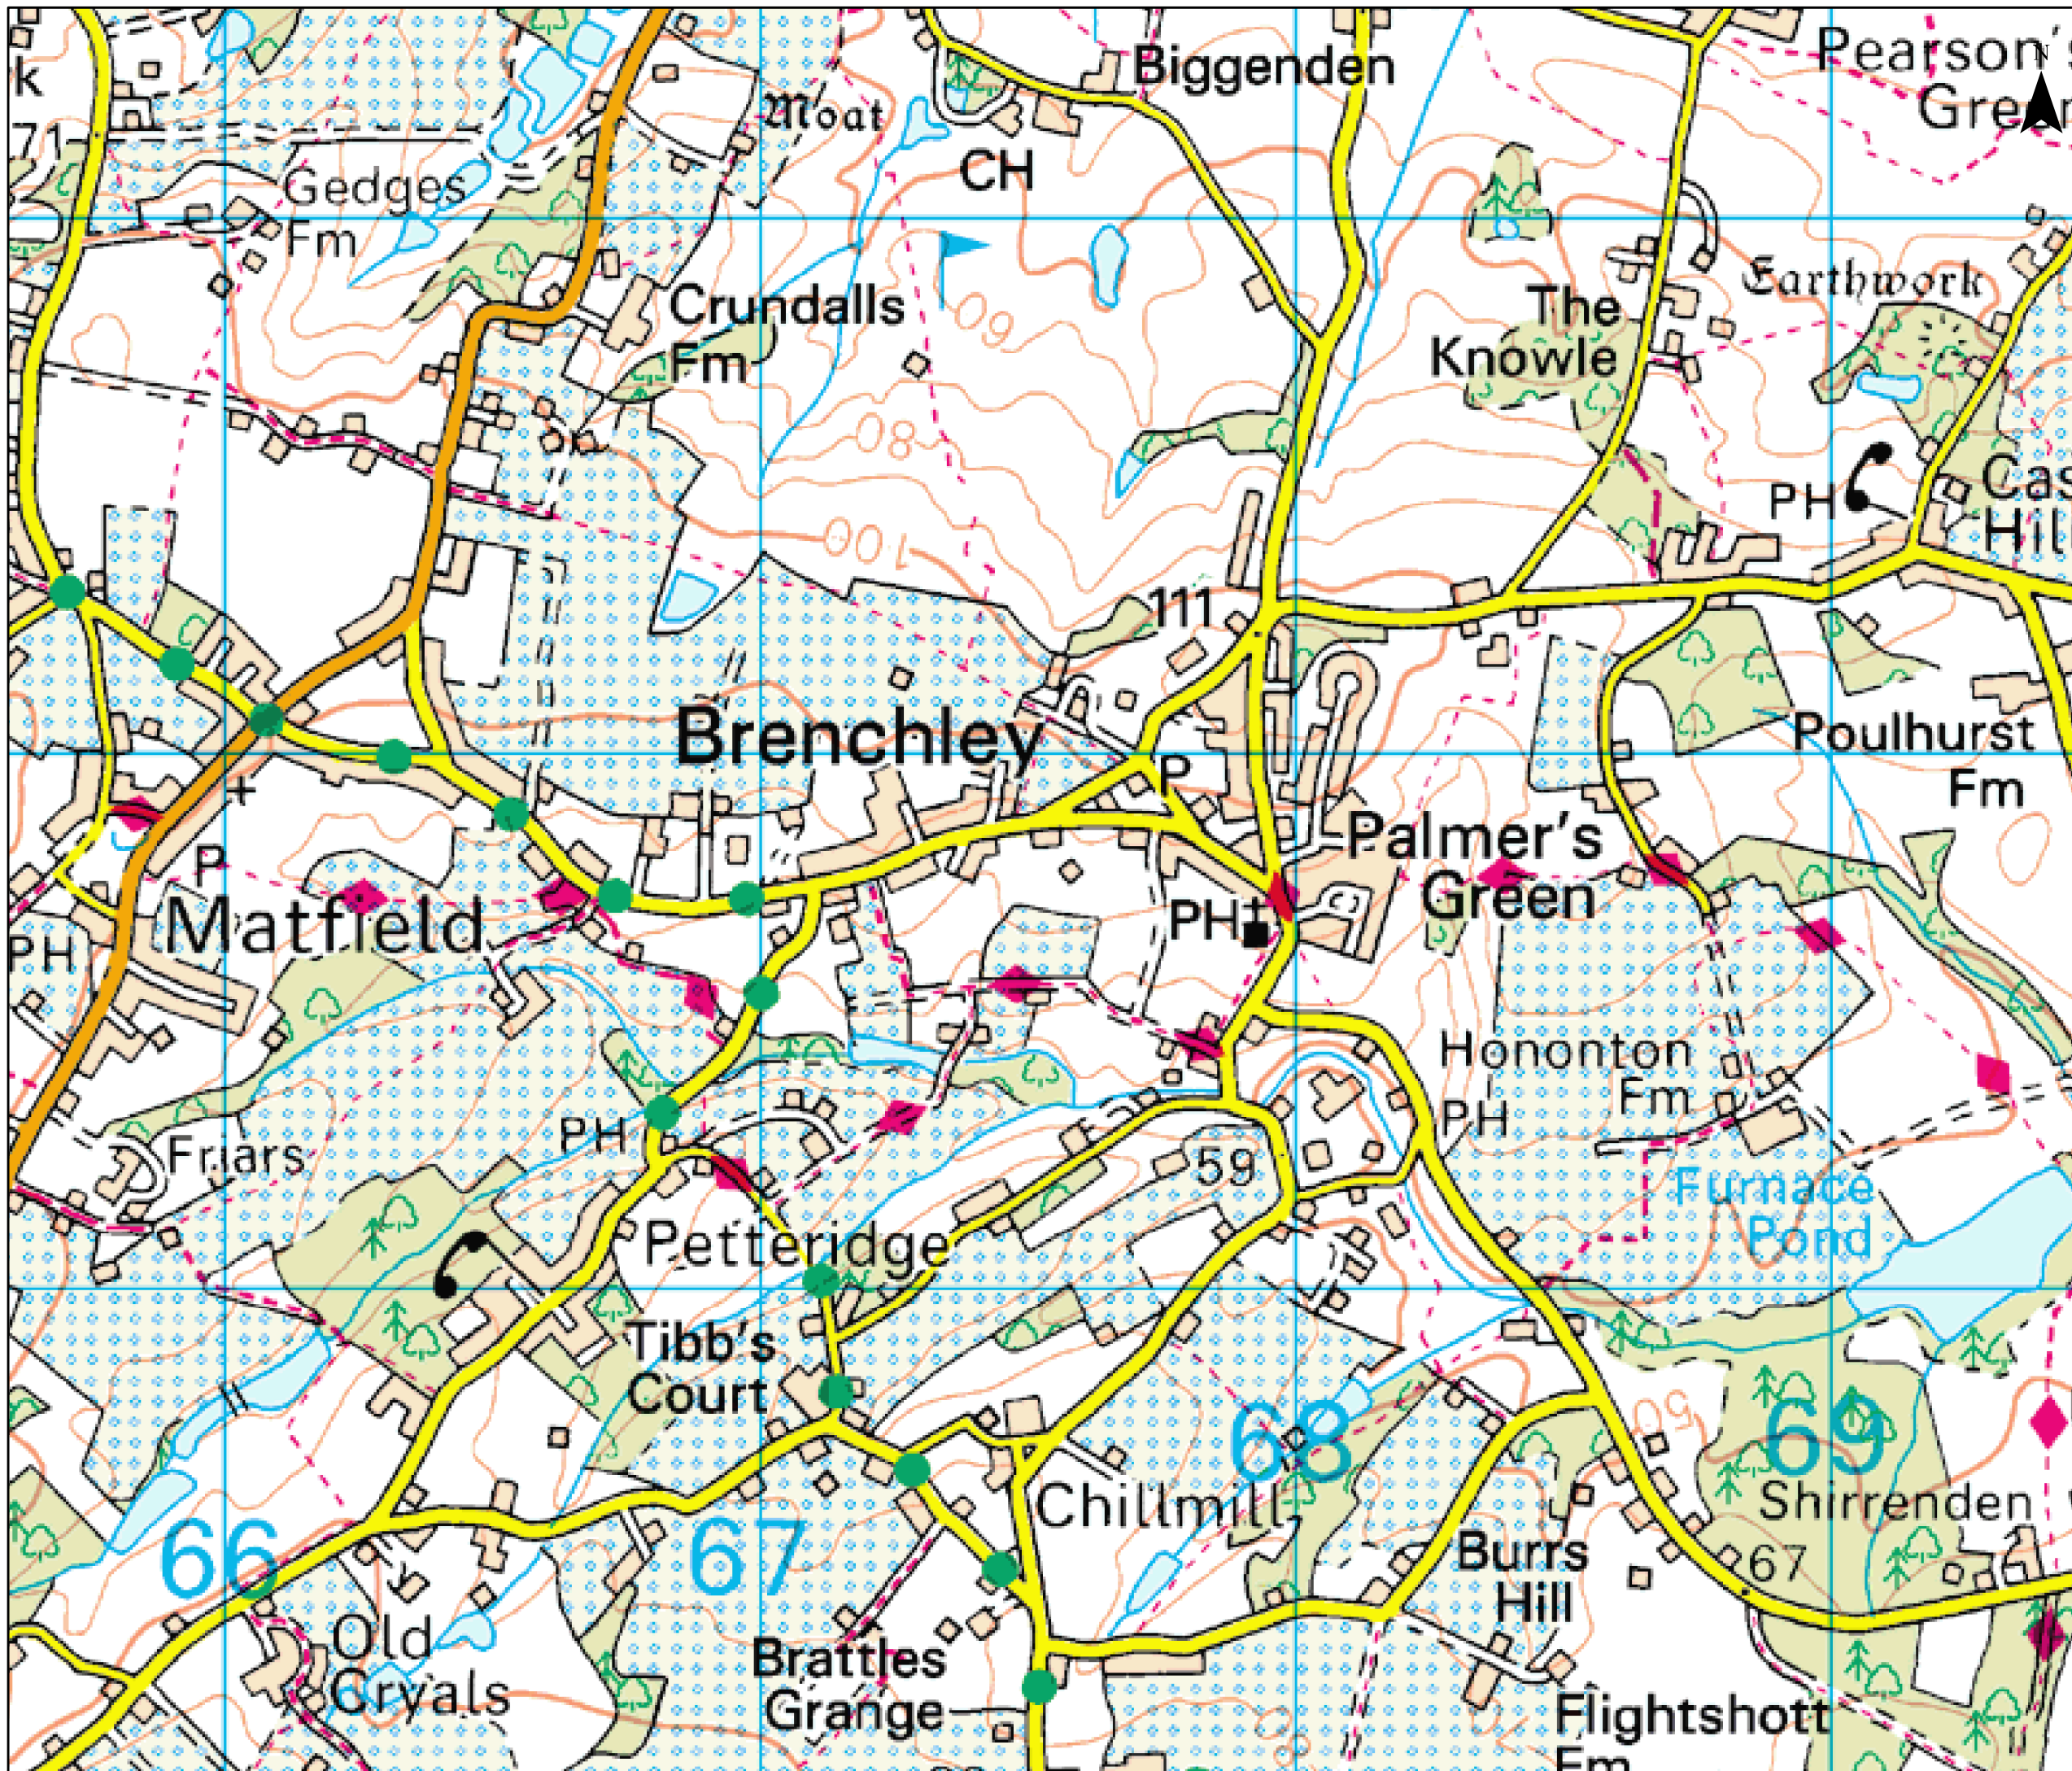 Pearson's
Green
N
k
Biggenden
Moat
71
CH
Gedges
Fm
Earthwork
Crundalls
Fm
60
The
Knowle
80
PH
Cas
Hil
100
111
Brenchley
Poulhurst
Fm
P
P
Palmer's
Green
Matfield
PH
PH
Hononton
Fm
PH
PH
Friars
59
Furnace
Pond
Petteridge
Tibb's
Court
50
68
69
Chillmill
Shirrenden
66
67
Burrs
Hill
67
Old
Cryals
Brattles
Grange
Flightshott
Fm